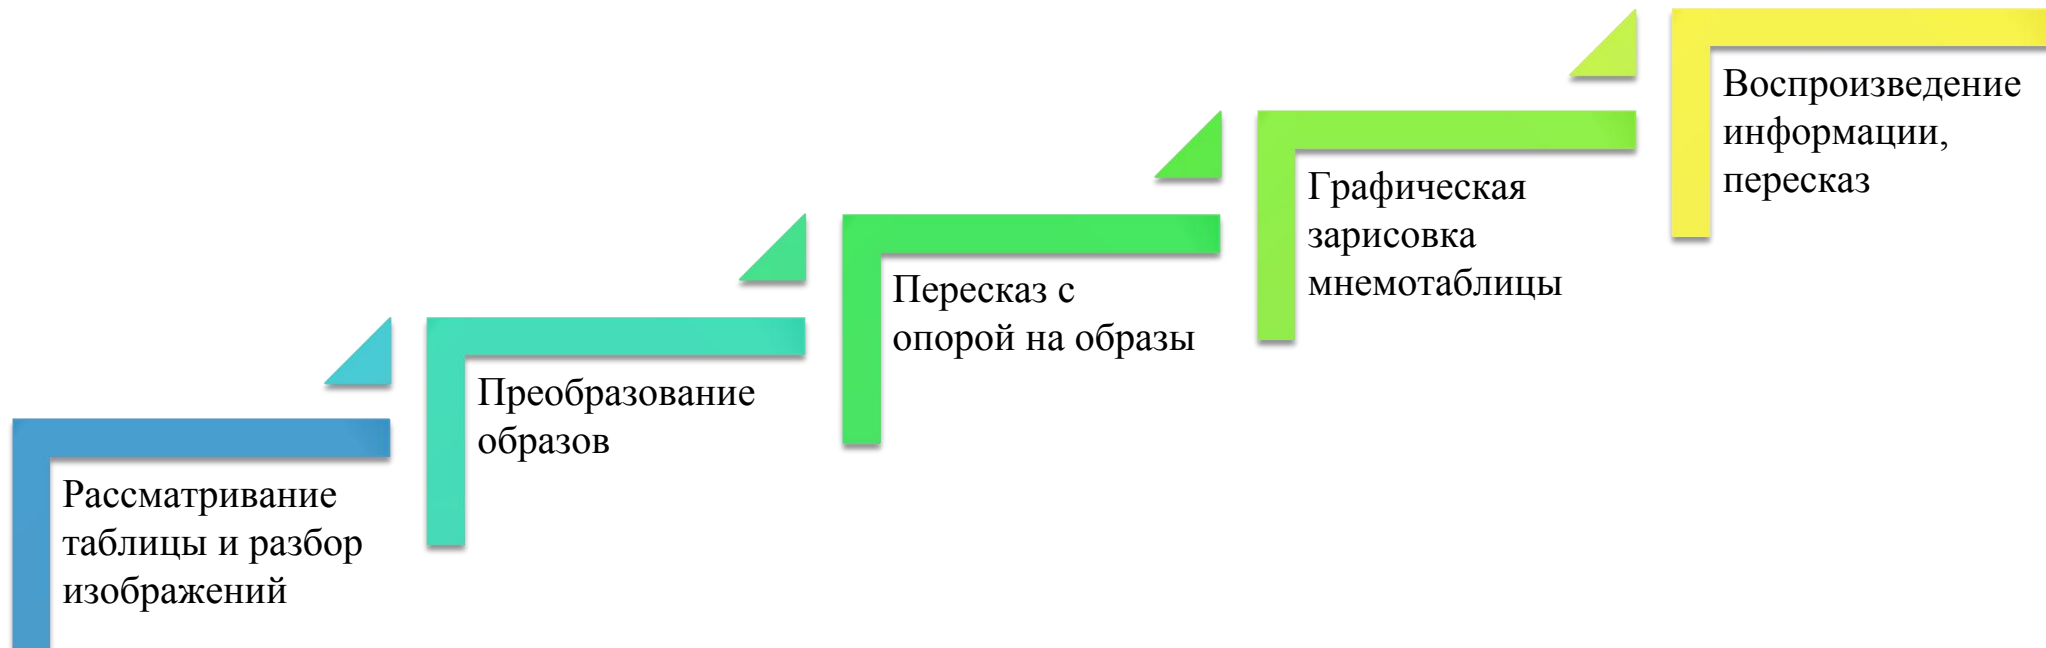 Рассматривание
таблицы и разбор
изображений
Преобразование
образов
Пересказ с
опорой на образы
Графическая
зарисовка
мнемотаблицы
Воспроизведение
информации,
пересказ